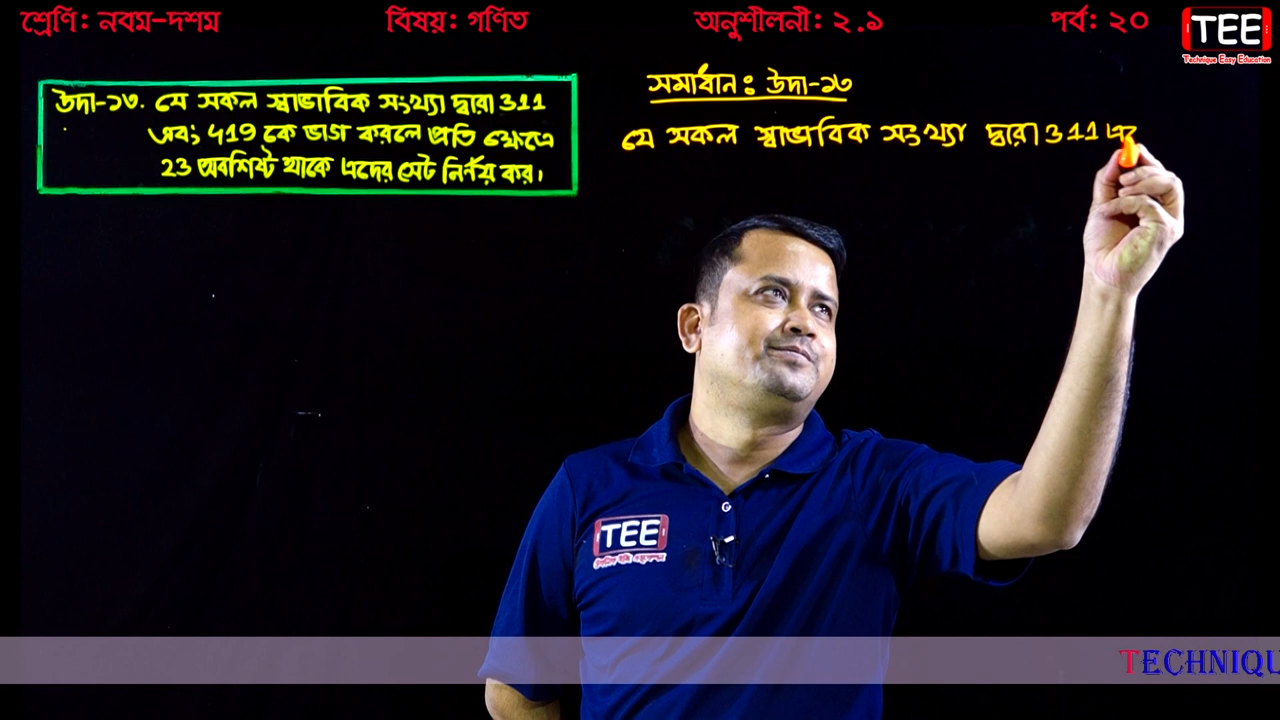 শ্রেণি: নবম-দশম বিষয়: গণিত অনুশীলনী: ২.১ পর্ব: ২০
TEE
Technique Easy Education
উদা-১৩. যে সকল স্বাভাবিক সংখ্যা দ্বারা 311
এবং 419 কে ভাগ করলে প্রতি ক্ষেত্রে
23 অবশিষ্ট থাকে এদের সেট নির্ণয় কর।
সমাধান : উদা-১৩
যে সকল স্বাভাবিক সংখ্যা দ্বারা 311 এ
TEE
TECHNIQU